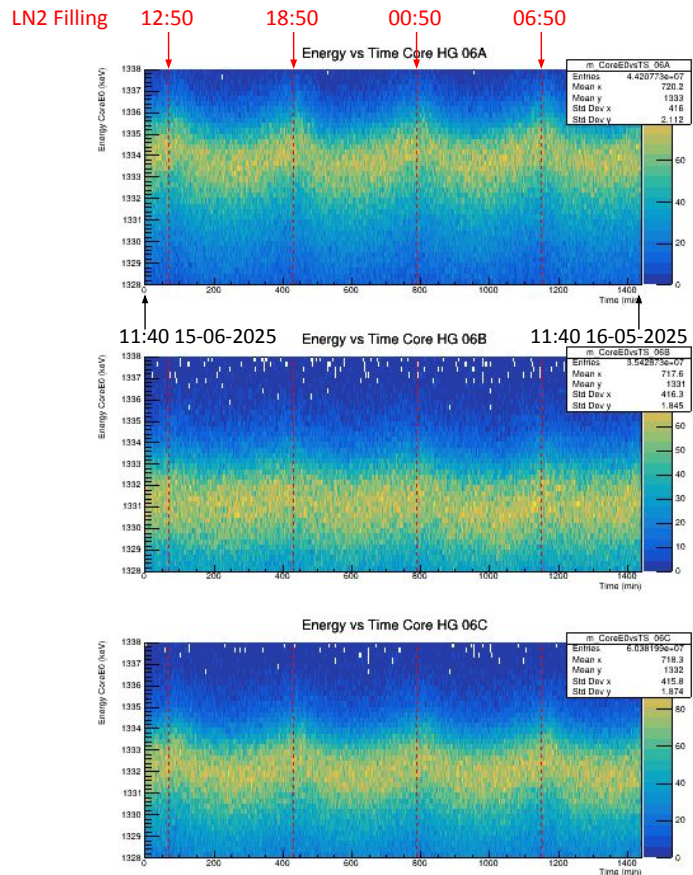 LN2 Filling 12:50 18:50 00:50 06:50
Energy vs Time Core HG 06A
m_CoreE0vsTS_06A
Entries 4.420773e+07
Mean x 720.2
Mean y 1333
Std Dev x 416
Std Dev y 2.112
Energy CoreE0 (keV)
1338
1337
1336
1335
1334
1333
1332
1331
1330
1329
1328
0 200 400 600 800 1000 1200 1400
Time (min)
70
60
50
40
30
20
10
0
11:40 15-06-2025
11:40 16-05-2025
Energy vs Time Core HG 06B
m_CoreE0vsTS_06B
Entries 3.542873e+07
Mean x 717.6
Mean y 1331
Std Dev x 416.3
Std Dev y 1.845
Energy CoreE0 (keV)
1338
1337
1336
1335
1334
1333
1332
1331
1330
1329
1328
0 200 400 600 800 1000 1200 1400
Time (min)
60
50
40
30
20
10
0
Energy vs Time Core HG 06C
m_CoreE0vsTS_06C
Entries 6.038199e+07
Mean x 718.3
Mean y 1332
Std Dev x 415.8
Std Dev y 1.874
Energy CoreE0 (keV)
1338
1337
1336
1335
1334
1333
1332
1331
1330
1329
1328
0 200 400 600 800 1000 1200 1400
Time (min)
80
60
40
20
0